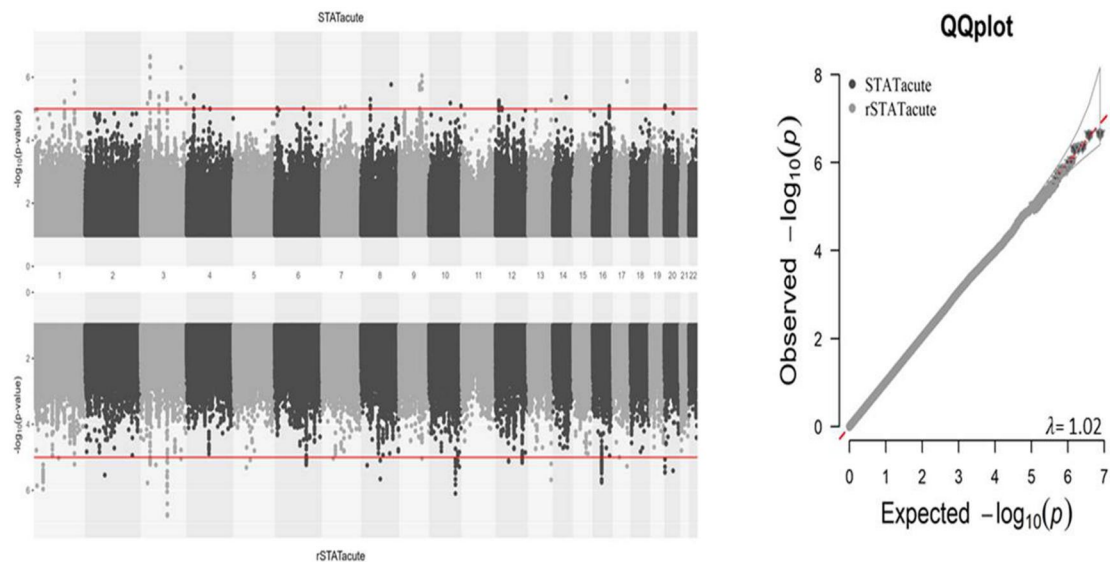 STATacute
-log10(p-value)
6
4
2
0
1 2 3 4 5 6 7 8 9 10 11 12 13 14 15 16 17 18 19 20 21 22
0
2
4
6
-log10(p-value)
rSTATacute
QQplot
STATacute
rSTATacute
Observed −log10(p)
8
6
4
2
0
λ= 1.02
0 1 2 3 4 5 6 7
Expected −log10(p)